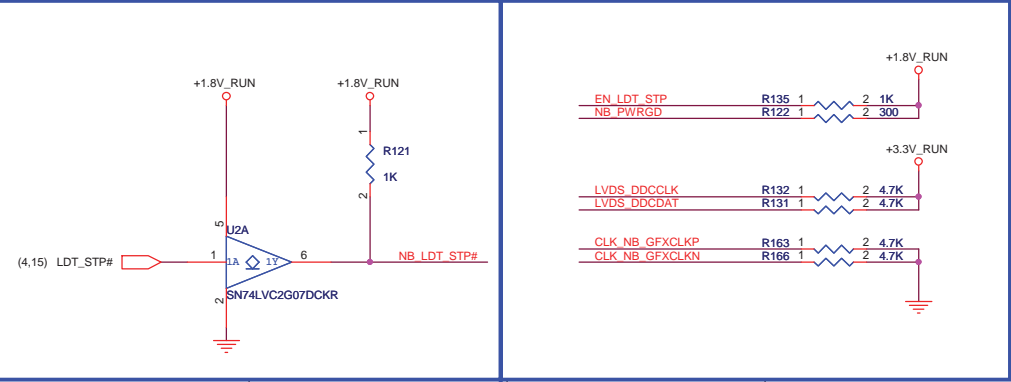 +1.8V_RUN
+1.8V_RUN
1
R121
1K
2
5
U2A
(4,15) LDT_STP#
1
1A
1Y
6
NB_LDT_STP#
2
SN74LVC2G07DCKR
+1.8V_RUN
EN_LDT_STP R135 1 2 1K
NB_PWRGD R122 1 2 300
+3.3V_RUN
LVDS_DDCCLK R132 1 2 4.7K
LVDS_DDCDAT R131 1 2 4.7K
CLK_NB_GFXCLKP R163 1 2 4.7K
CLK_NB_GFXCLKN R166 1 2 4.7K